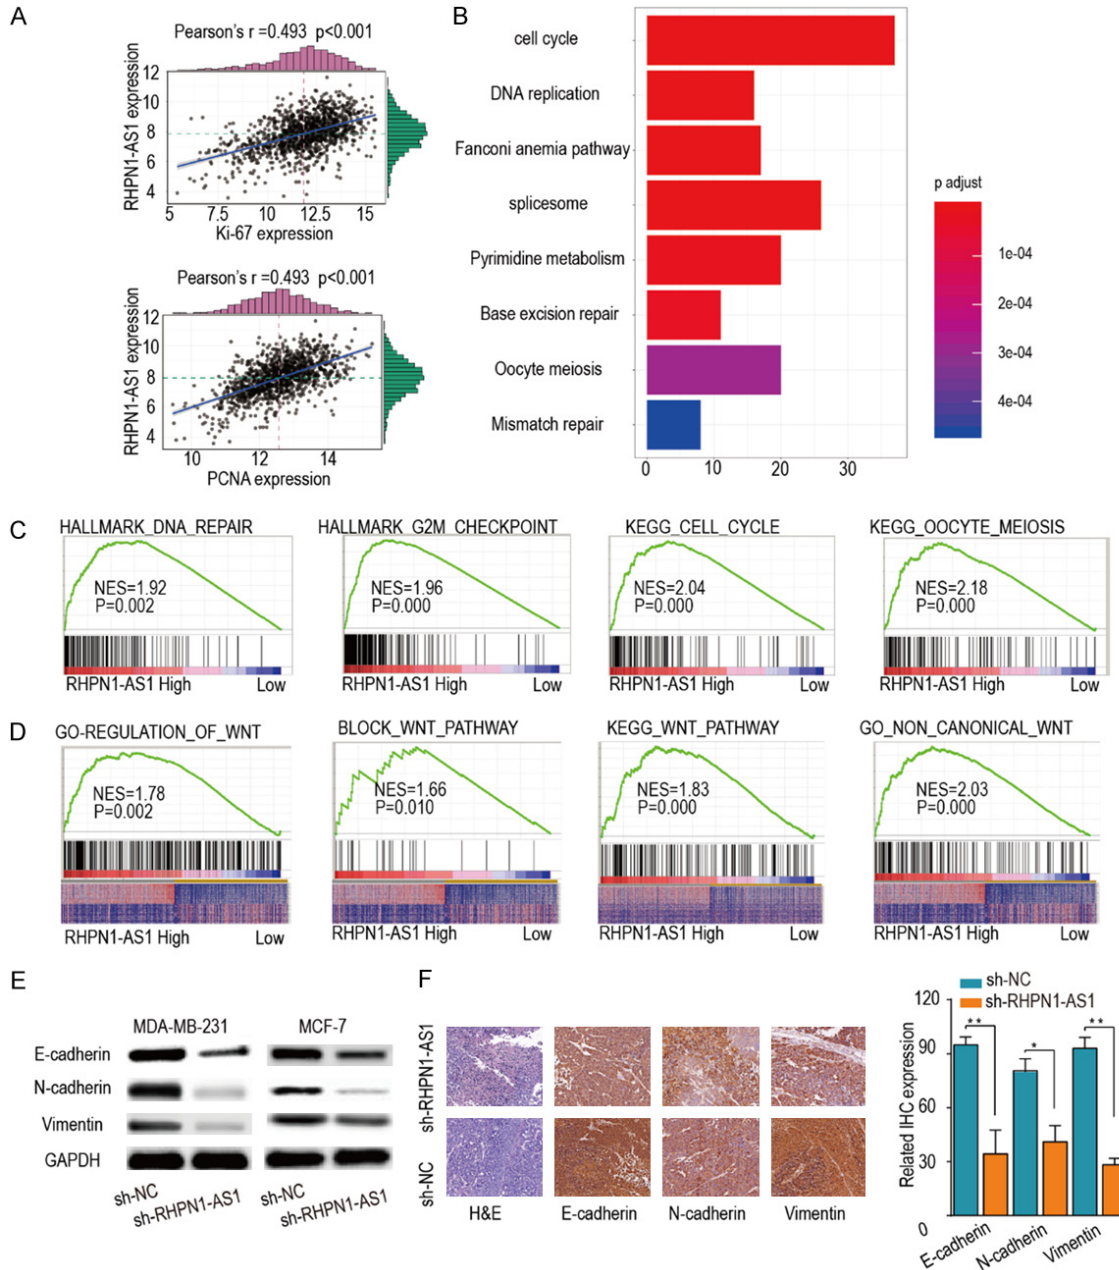 A
Pearson's r =0.493 p<0.001
RHPN1-AS1 expression
12
10
8
6
4
5
7.5
10
12.5
15
Ki-67 expression
Pearson's r =0.493 p<0.001
RHPN1-AS1 expression
12
10
8
6
4
10
12
14
PCNA expression
B
cell cycle
DNA replication
Fanconi anemia pathway
splicesome
Pyrimidine metabolism
Base excision repair
Oocyte meiosis
Mismatch repair
0
10
20
30
p adjust
1e-04
2e-04
3e-04
4e-04
C
HALLMARK_DNA_REPAIR
NES=1.92
P=0.002
RHPN1-AS1 High Low
HALLMARK_G2M_CHECKPOINT
NES=1.96
P=0.000
RHPN1-AS1 High Low
KEGG_CELL_CYCLE
NES=2.04
P=0.000
RHPN1-AS1 High Low
KEGG_OOCYTE_MEIOSIS
NES=2.18
P=0.000
RHPN1-AS1 High Low
D
GO-REGULATION_OF_WNT
NES=1.78
P=0.002
RHPN1-AS1 High Low
BLOCK_WNT_PATHWAY
NES=1.66
P=0.010
RHPN1-AS1 High Low
KEGG_WNT_PATHWAY
NES=1.83
P=0.000
RHPN1-AS1 High Low
GO_NON_CANONICAL_WNT
NES=2.03
P=0.000
RHPN1-AS1 High Low
E
MDA-MB-231
MCF-7
E-cadherin
N-cadherin
Vimentin
GAPDH
sh-NC
sh-RHPN1-AS1
sh-NC
sh-RHPN1-AS1
F
sh-RHPN1-AS1
sh-NC
H&E
E-cadherin
N-cadherin
Vimentin
sh-NC
sh-RHPN1-AS1
Related IHC expression
120
90
60
30
0
**
*
**
E-cadherin
N-cadherin
Vimentin